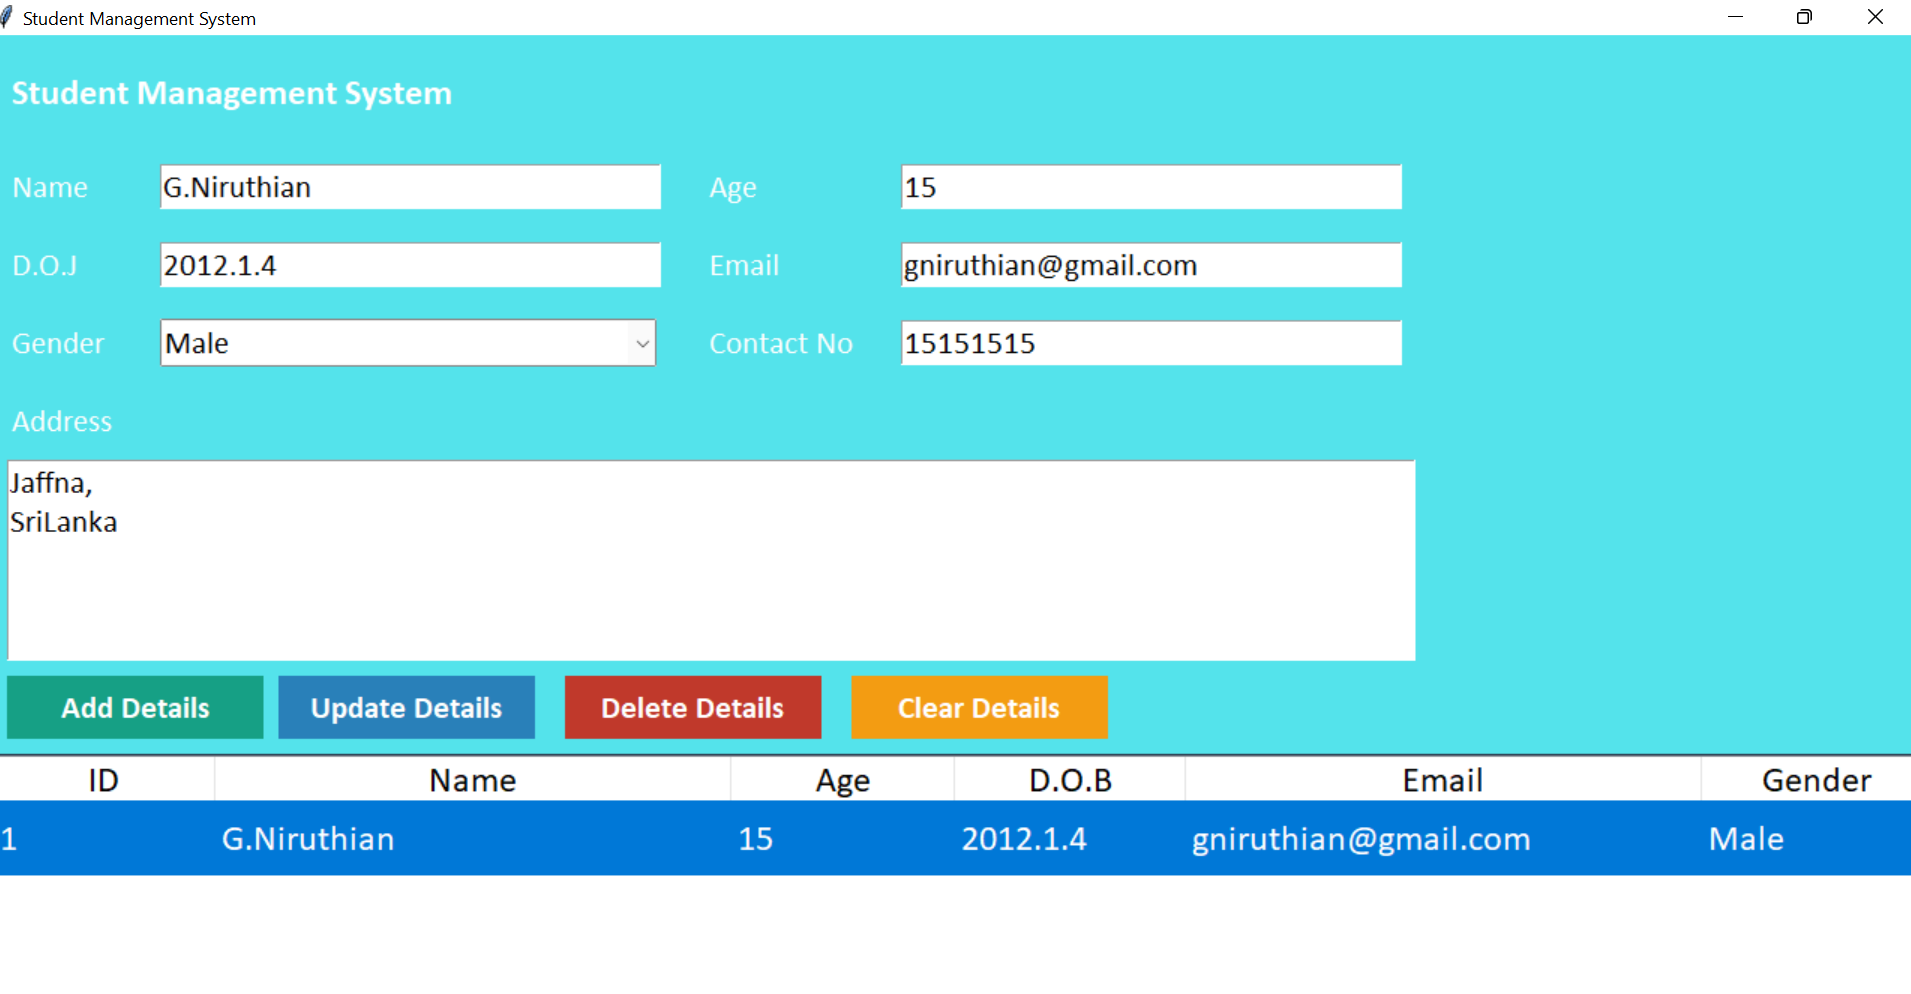 Student Management System
Student Management System
Name G.Niruthian Age 15
D.O.J 2012.1.4 Email gniruthian@gmail.com
Gender Male Contact No 15151515
Address
Jaffna,
SriLanka
Add Details Update Details Delete Details Clear Details
ID Name Age D.O.B Email Gender
1 G.Niruthian 15 2012.1.4 gniruthian@gmail.com Male